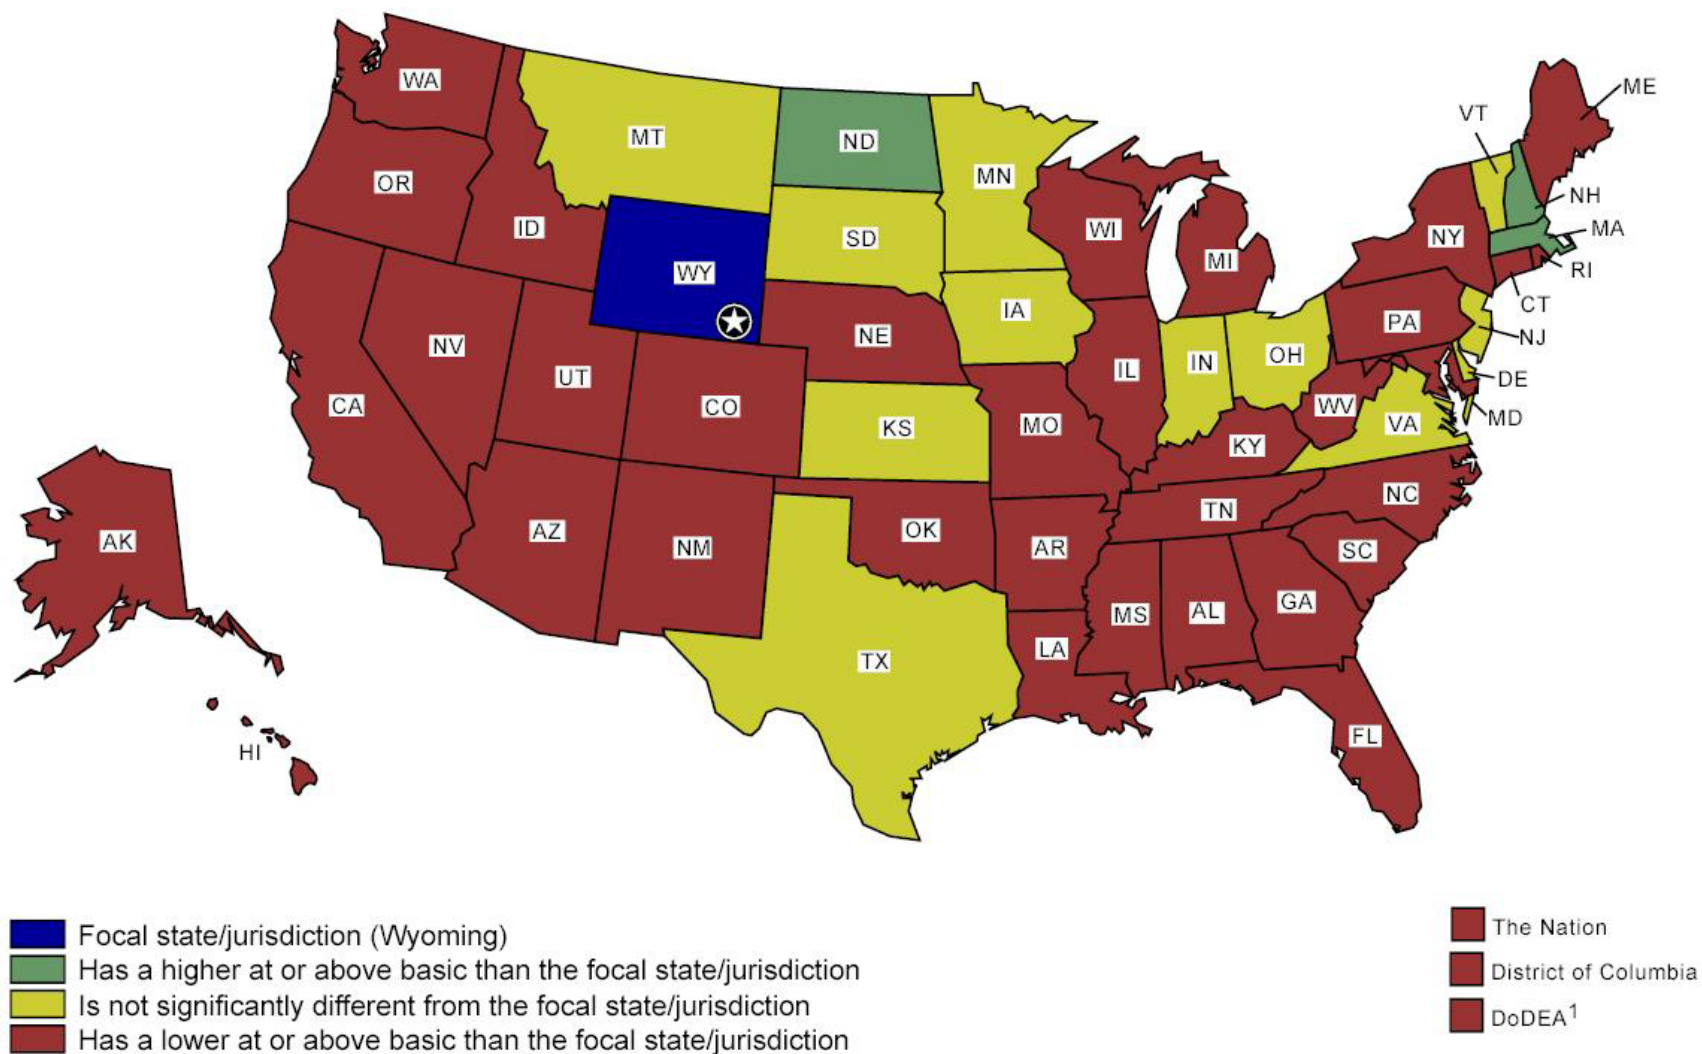 WA
ME
VT
MT
ND
OR
MN
NH
ID
SD
WI
NY
MA
WY
MI
RI
CT
IA
PA
NJ
NE
NV
OH
IN
UT
IL
DE
CO
CA
WV
MD
KS
MO
VA
KY
NC
TN
AZ
OK
AK
NM
AR
SC
GA
AL
MS
LA
TX
FL
HI
Focal state/jurisdiction (Wyoming)
Has a higher at or above basic than the focal state/jurisdiction
Is not significantly different from the focal state/jurisdiction
Has a lower at or above basic than the focal state/jurisdiction
The Nation
District of Columbia
DoDEA¹